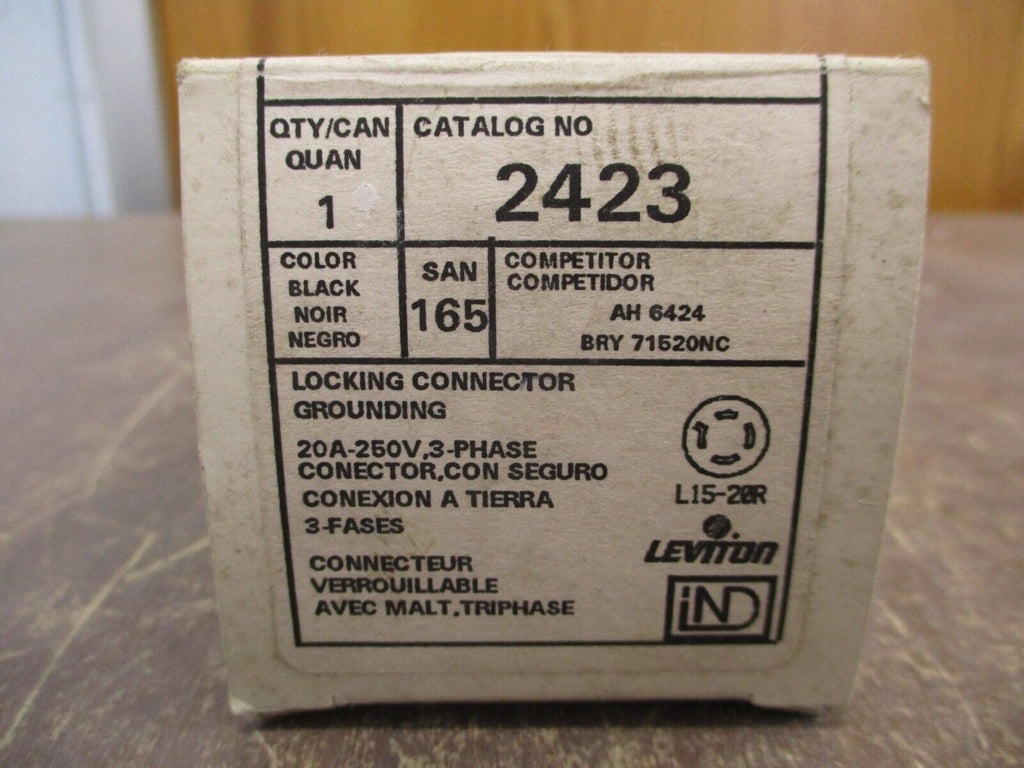 QTY/CAN
QUAN
1
CATALOG NO
2423
COLOR
BLACK
NOIR
NEGRO
SAN
165
COMPETITOR
COMPETIDOR
AH 6424
BRY 71520NC
LOCKING CONNECTOR
GROUNDING
20A-250V,3-PHASE
CONECTOR,CON SEGURO
CONEXION A TIERRA
3-FASES
CONNECTEUR
VERROUILLABLE
AVEC MALT,TRIPHASE
L15-20R
LEVITON
IND